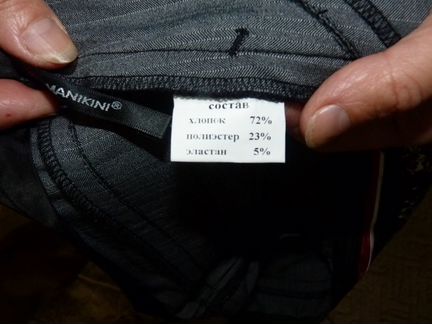 MANIKINI®
состав
хлопок 72%
полиэстер 23%
эластан 5%